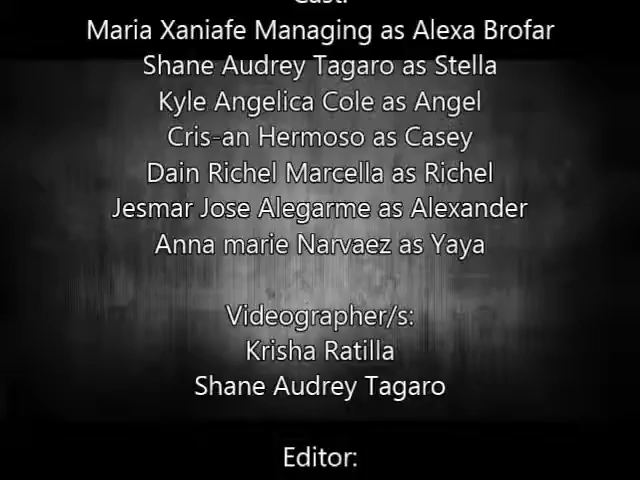 Cast:
Maria Xaniafe Managing as Alexa Brofar
Shane Audrey Tagaro as Stella
Kyle Angelica Cole as Angel
Cris-an Hermoso as Casey
Dain Richel Marcella as Richel
Jesmar Jose Alegarme as Alexander
Anna marie Narvaez as Yaya
Videographer/s:
Krisha Ratilla
Shane Audrey Tagaro
Editor: